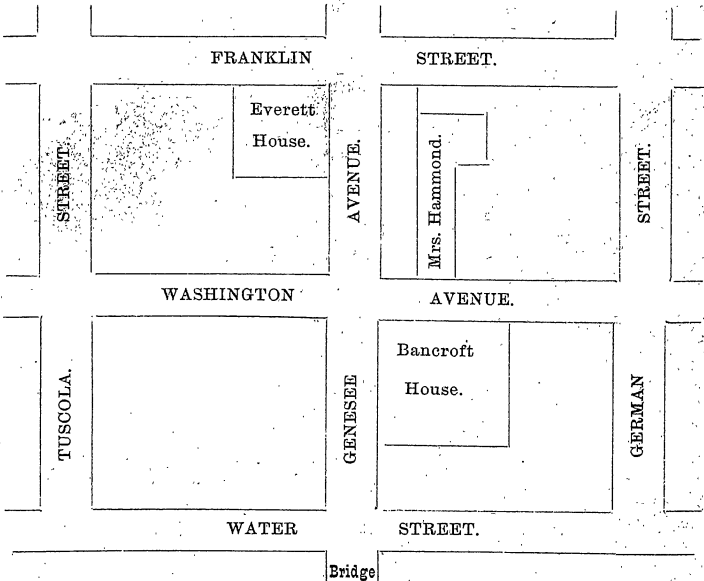 FRANKLIN STREET.
Everett
House.
STREET.
AVENUE.
Mrs. Hammond.
STREET.
WASHINGTON AVENUE.
Bancroft
House.
TUSCOLA.
GENESEE
GERMAN
WATER STREET.
Bridge